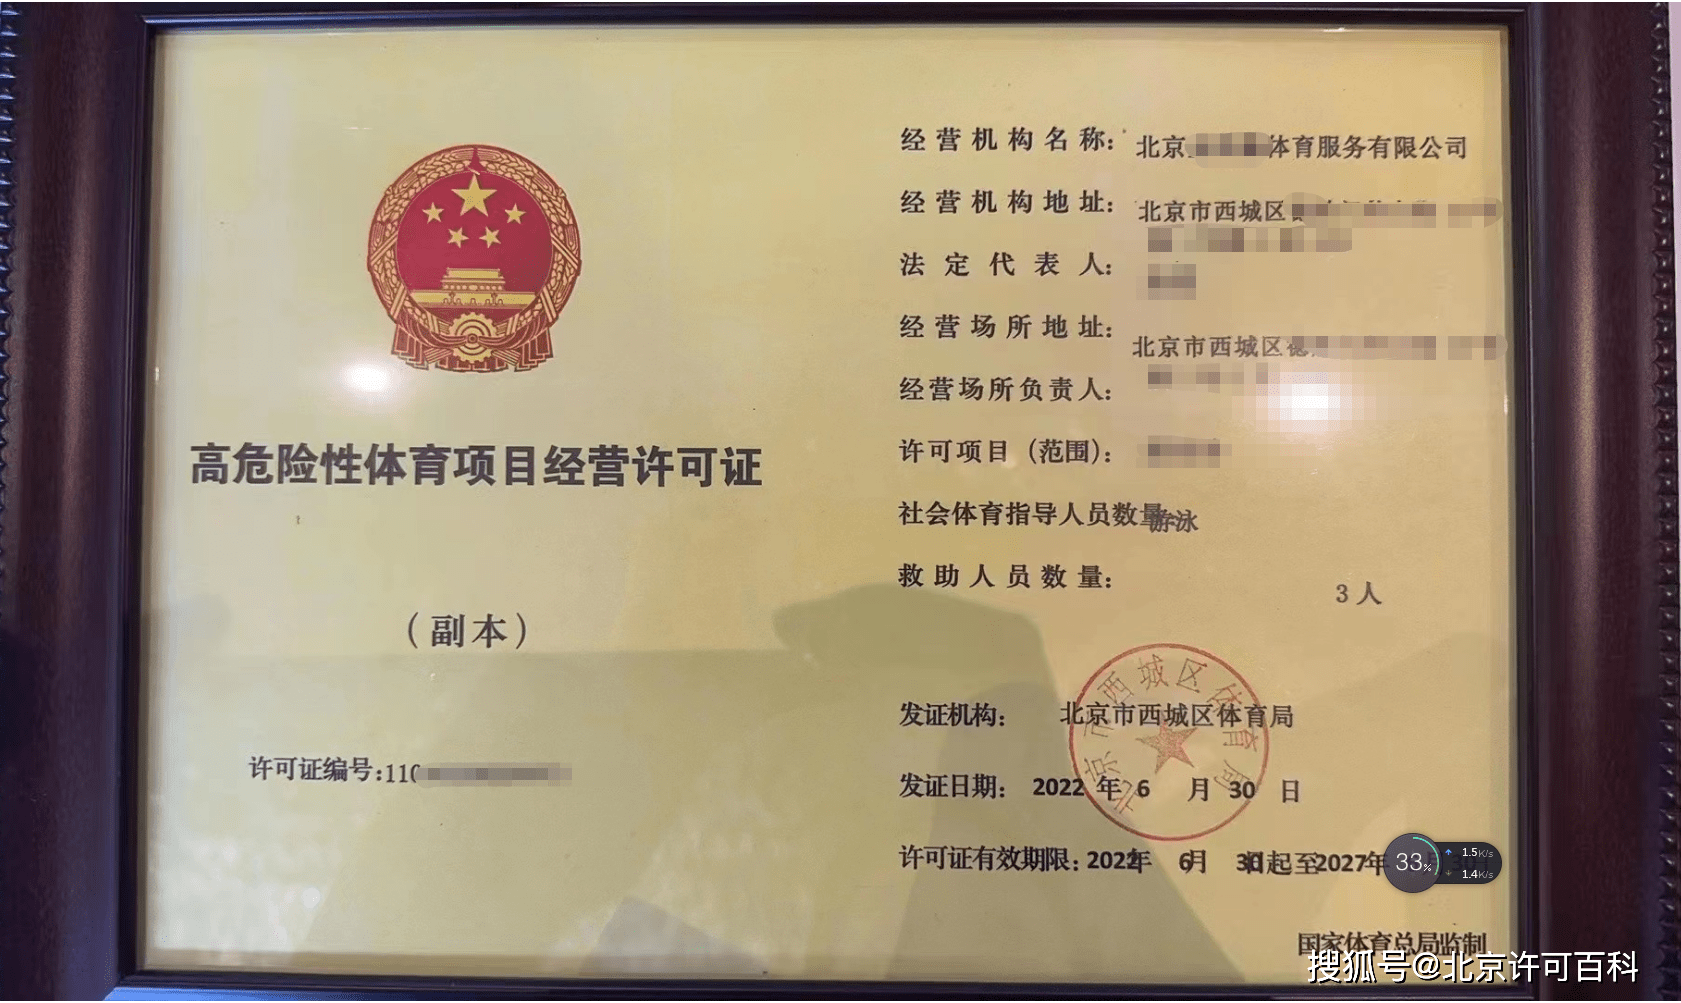 高危险性体育项目经营许可证
（副本）
许可证编号:110
经营机构名称: 北京 体育服务有限公司
经营机构地址: 北京市西城区
法定代表人:
经营场所地址: 北京市西城区
经营场所负责人:
许可项目（范围）:
社会体育指导人员数量
游泳
救助人员数量:
3 人
北京市西城区体育局
发证机构: 北京市西城区体育局
发证日期: 2022 年 6 月 30 日
许可证有效期限: 2022年 6月 30日起至2027年
国家体育总局监制
33%
1.5K/s
1.4K/s
搜狐号@北京许可百科